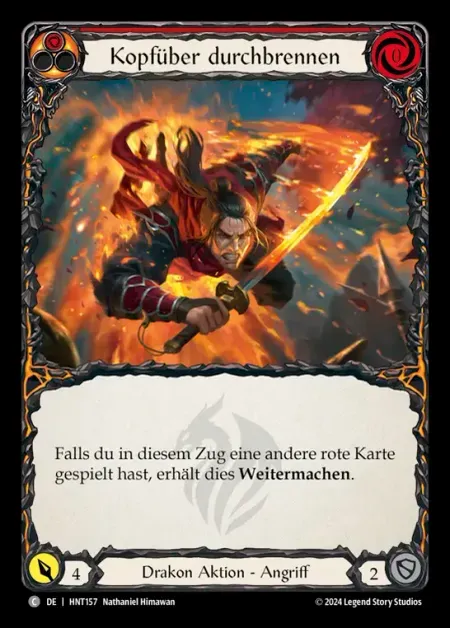 Kopfüber durchbrennen
0
Falls du in diesem Zug eine andere rote Karte
gespielt hast, erhält dies Weitermachen.
4
Drakon Aktion - Angriff
2
C DE | HNT157 Nathaniel Himawan
© 2024 Legend Story Studios